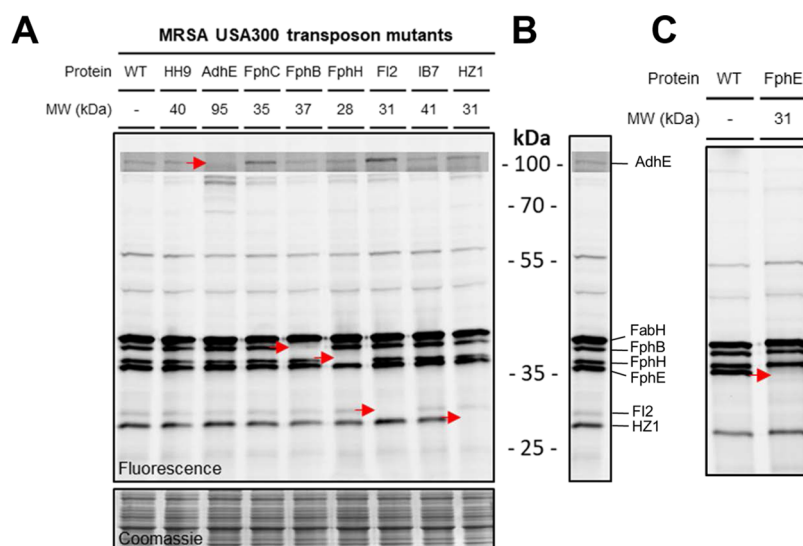 A
MRSA USA300 transposon mutants
Protein WT HH9 AdhE FphC FphB FphH FI2 IB7 HZ1
MW (kDa) - 40 95 35 37 28 31 41 31
Fluorescence
Coomassie
B
kDa
- 100 -
- 70 -
- 55 -
- 35 -
- 25 -
AdhE
FabH
FphB
FphH
FphE
FI2
HZ1
C
Protein WT FphE
MW (kDa) - 31